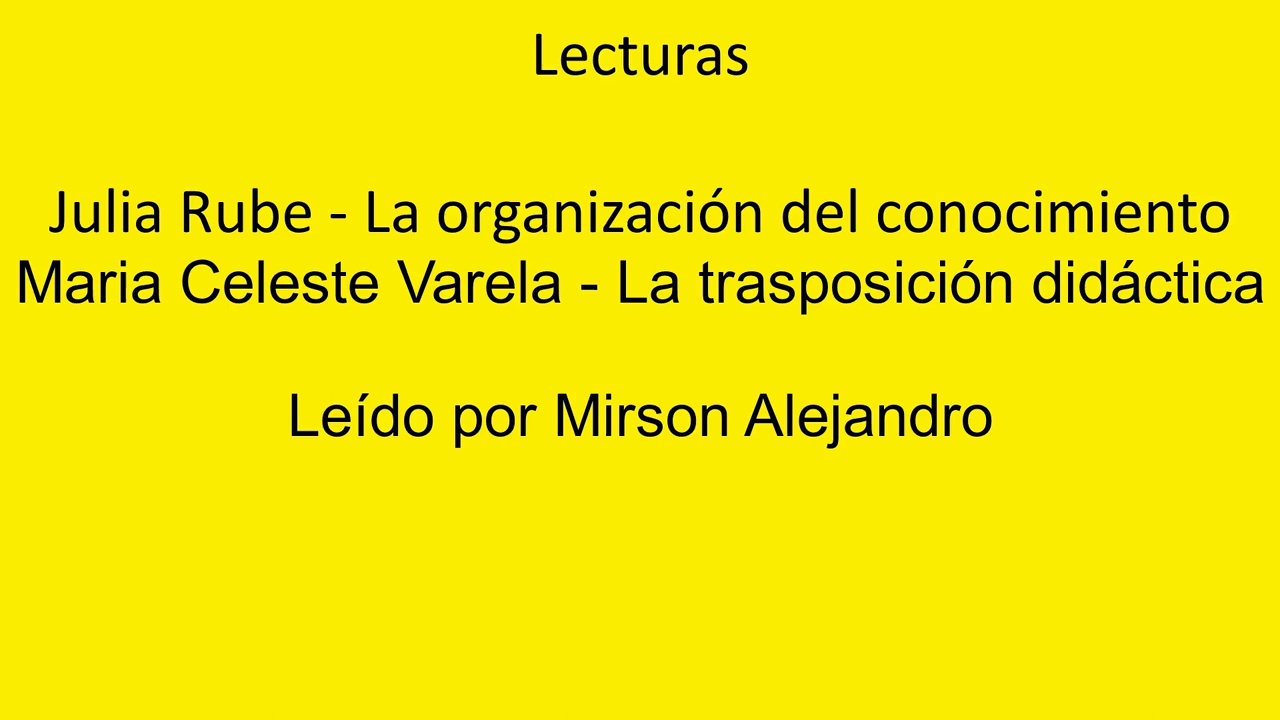 Lecturas
Julia Rube - La organización del conocimiento
Maria Celeste Varela - La trasposición didáctica
Leído por Mirson Alejandro